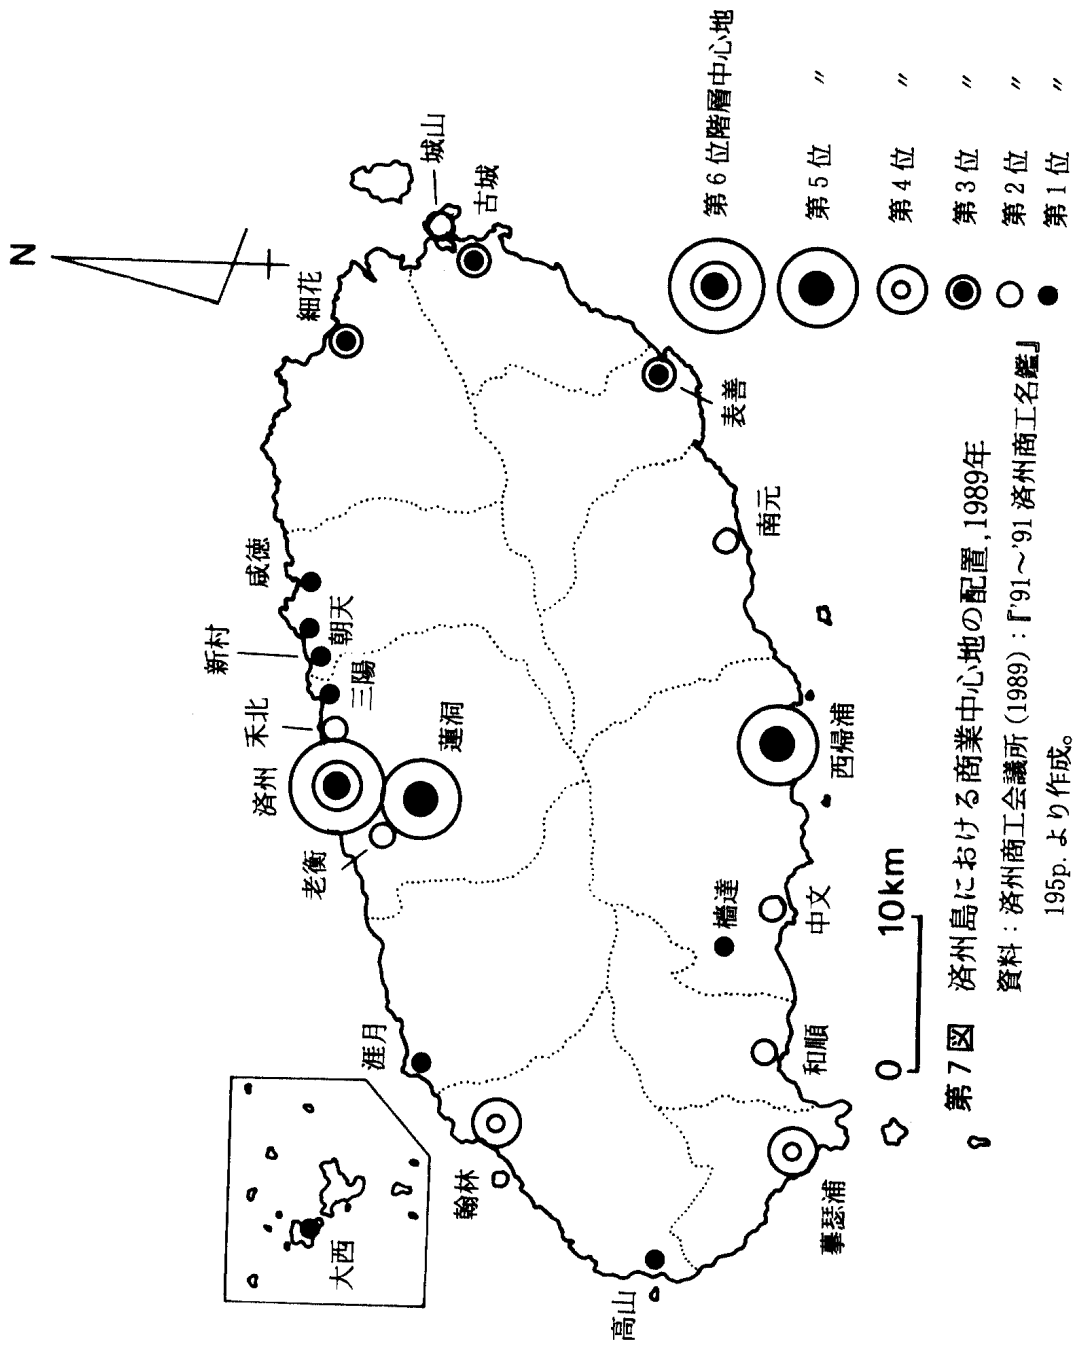 N
城山
古城
細花
表善
南元
咸徳
朝天
新村
三陽
禾北
済州
蓮洞
老衡
西帰浦
中文
櫓達
和順
涯月
翰林
摹瑟浦
高山
大西
第6位階層中心地
第5位 〃
第4位 〃
第3位 〃
第2位 〃
第1位 〃
0 10km
第7図 済州島における商業中心地の配置,1989年
資料:済州商工会議所(1989):『'91〜'91済州商工名鑑』
195p.より作成。